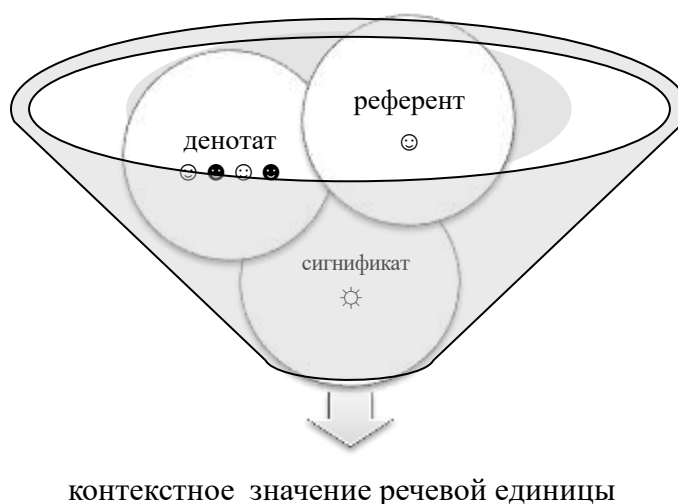 референт
☺
денотат
☺ ☻ ☺ ☻
сигнификат
☼
контекстное значение речевой единицы